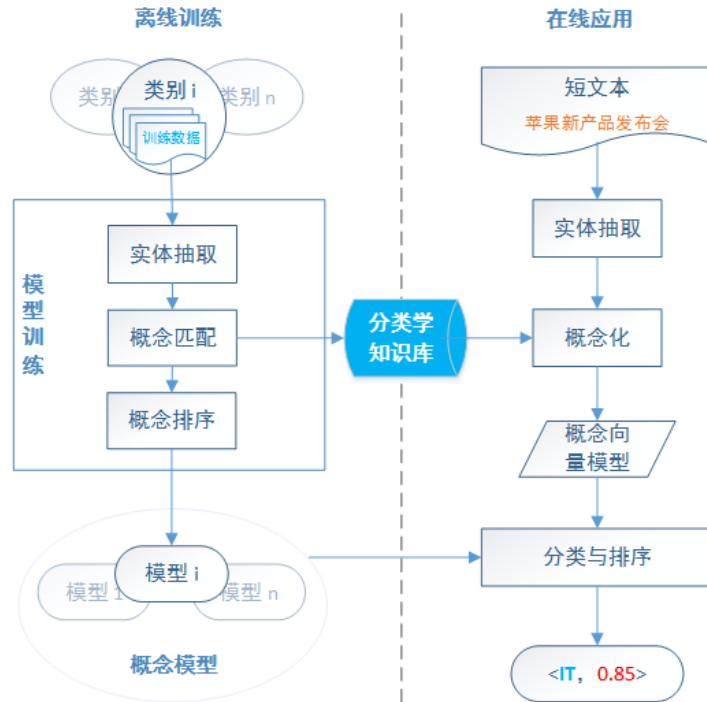 离线训练
类别
类别 i
类别 n
训练数据
模型训练
实体抽取
概念匹配
概念排序
模型 1
模型 i
模型 n
概念模型
分类学
知识库
在线应用
短文本
苹果新产品发布会
实体抽取
概念化
概念向
量模型
分类与排序
<IT，0.85>